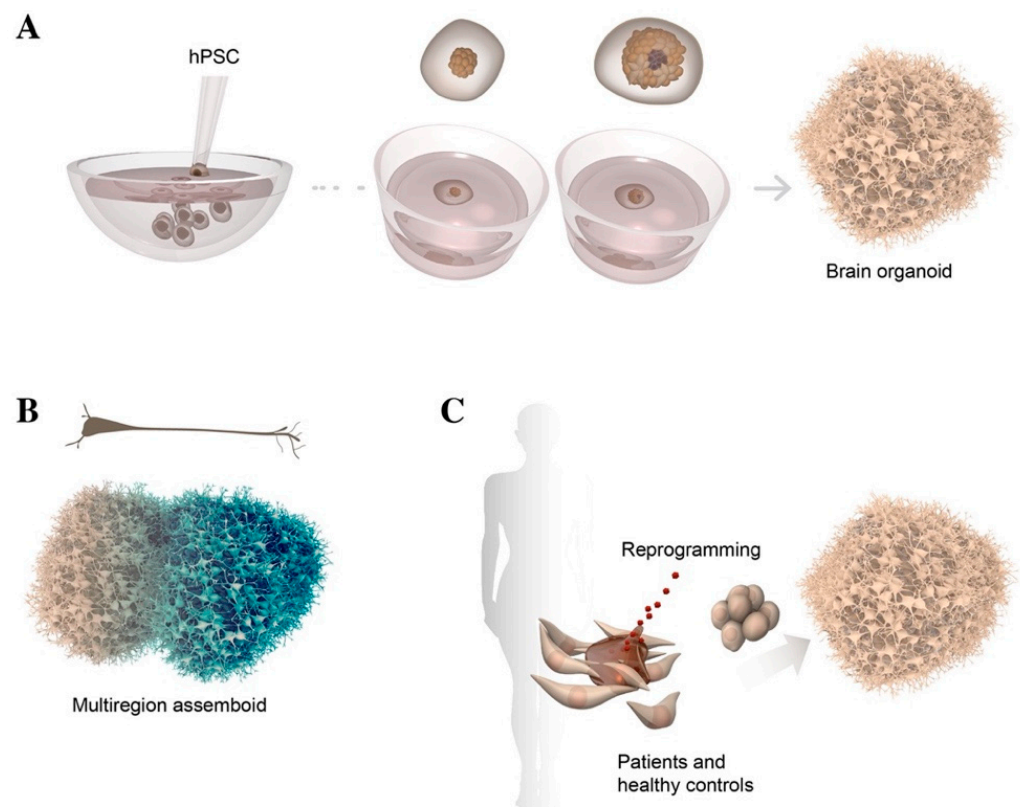 A
hPSC
Brain organoid
B
Multiregion assemboid
C
Reprogramming
Patients and
healthy controls